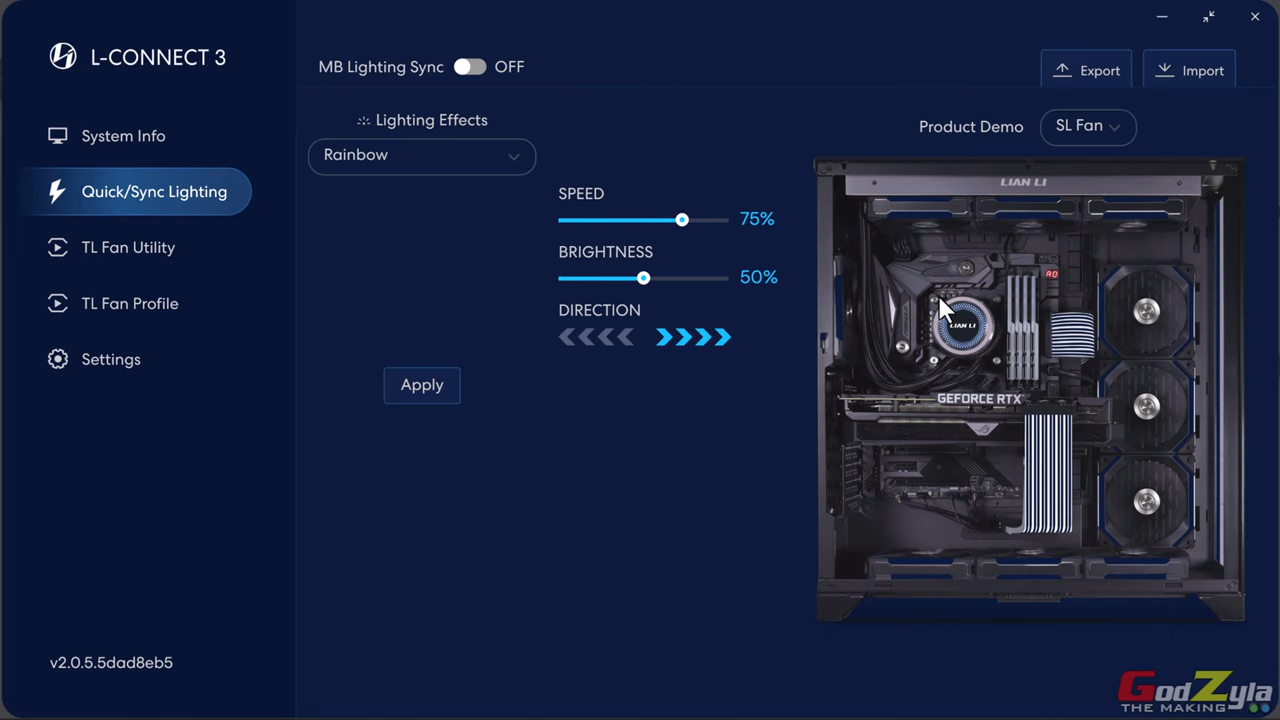 L-CONNECT 3
System Info
Quick/Sync Lighting
TL Fan Utility
TL Fan Profile
Settings
v2.0.5.5dad8eb5
MB Lighting Sync OFF
Export
Import
Lighting Effects
Rainbow
SPEED
75%
BRIGHTNESS
50%
DIRECTION
Apply
Product Demo
SL Fan
LIAN LI
A0
LIAN LI
GEFORCE RTX
GodZyla
THE MAKING